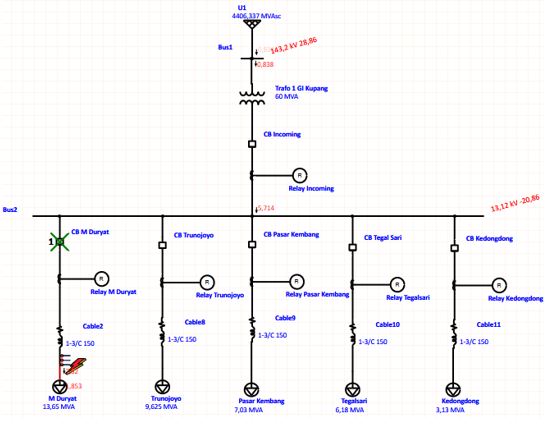 U1
4406,337 MVAsc
Bus1
143,2 kV 28,86
0,838
Trafo 1 GI Kupang
60 MVA
CB Incoming
R
Relay Incoming
Bus2
5,714
13,12 kV -20,86
1
CB M Duryat
CB Trunojoyo
CB Pasar Kembang
CB Tegal Sari
CB Kedongdong
R
R
R
R
R
Relay M Duryat
Relay Trunojoyo
Relay Pasar Kembang
Relay Tegalsari
Relay Kedongdong
Cable2
Cable8
Cable9
Cable10
Cable11
1-3/C 150
1-3/C 150
1-3/C 150
1-3/C 150
1-3/C 150
,853
M Duryat
Trunojoyo
Pasar Kembang
Tegalsari
Kedongdong
13,65 MVA
9,625 MVA
7,03 MVA
6,18 MVA
3,13 MVA